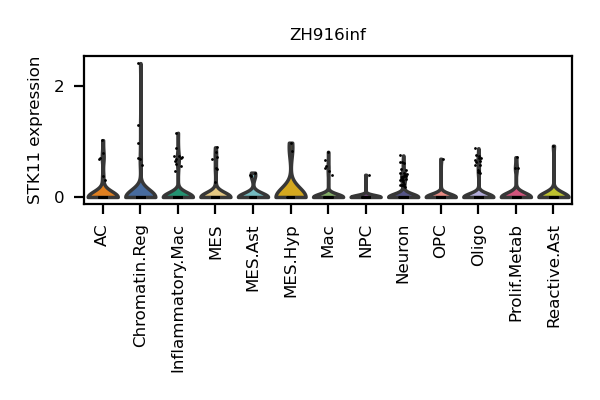 ZH916inf
STK11 expression
2
0
AC
Chromatin.Reg
Inflammatory.Mac
MES
MES.Ast
MES.Hyp
Mac
NPC
Neuron
OPC
Oligo
Prolif.Metab
Reactive.Ast